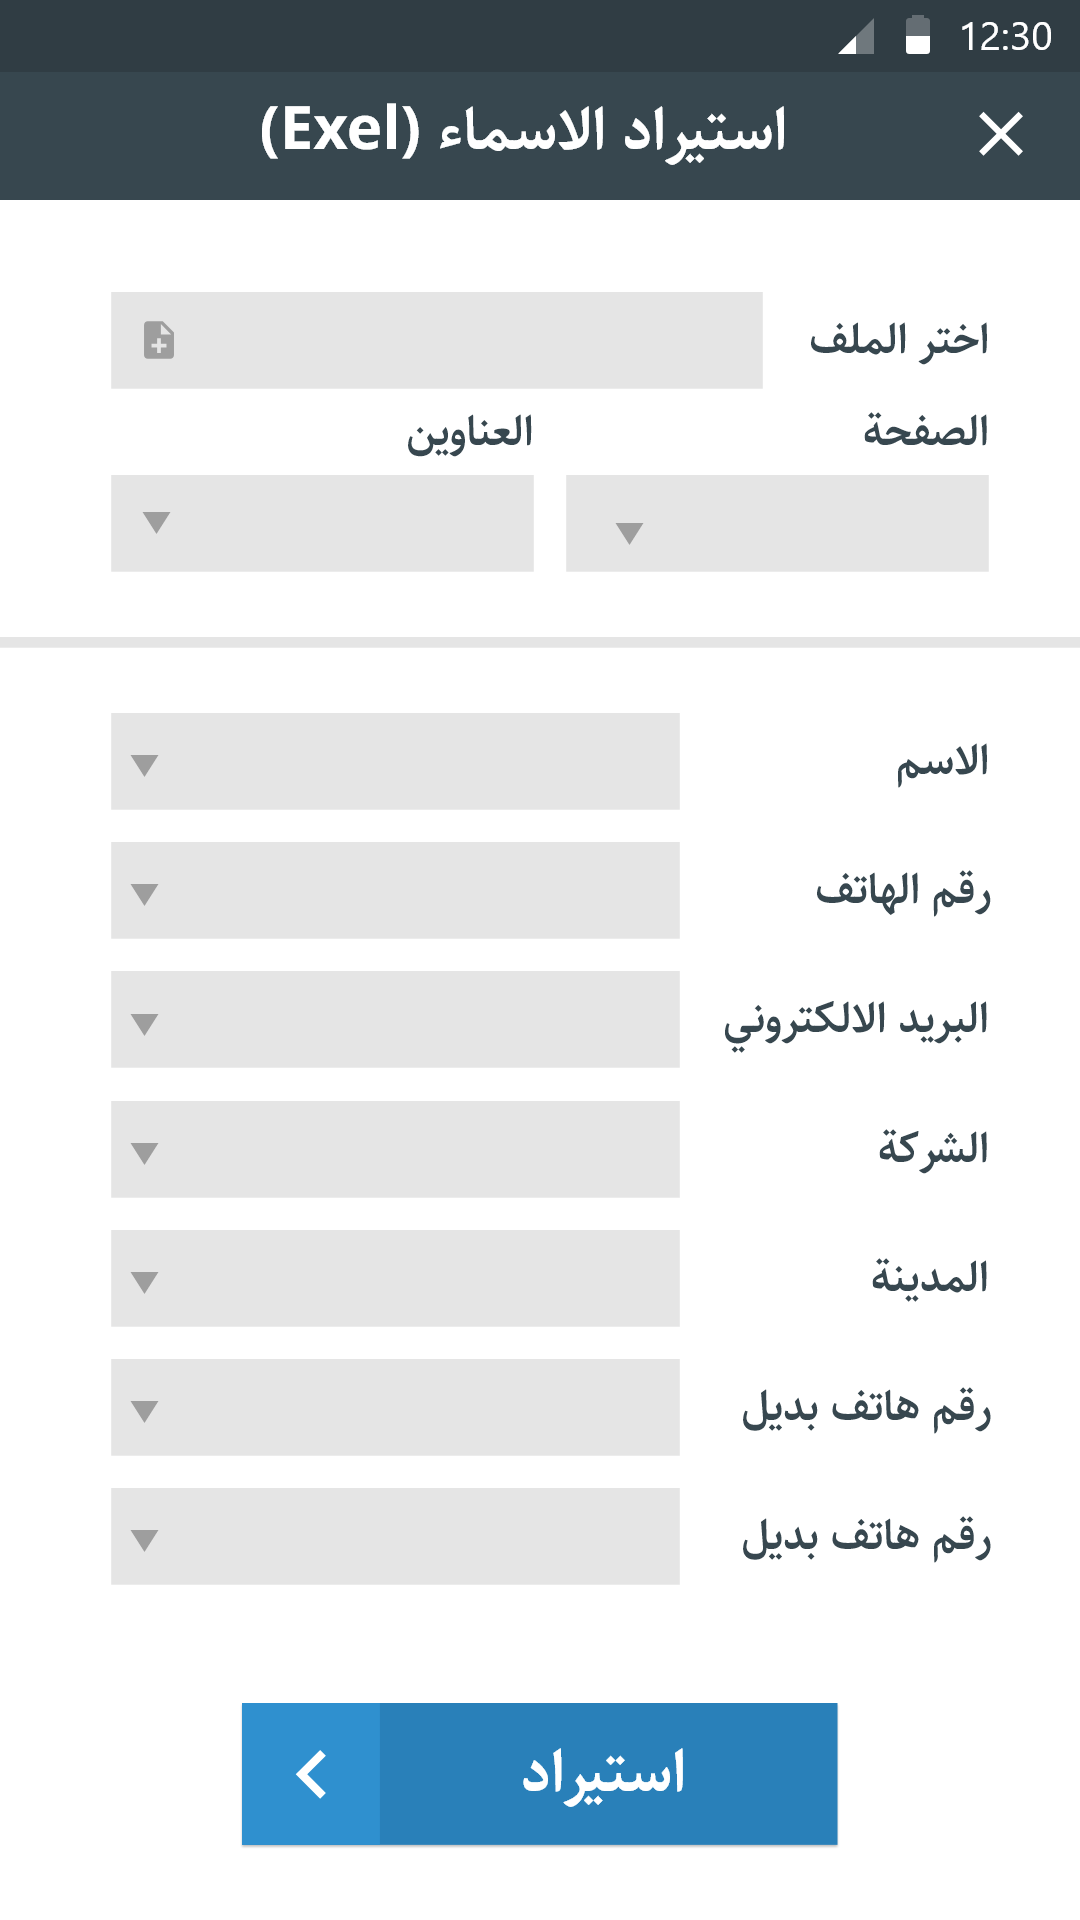 12:30
استيراد الاسماء (Exel)
اختر الملف
الصفحة
العناوين
الاسم
رقم الهاتف
البريد الالكتروني
الشركة
المدينة
رقم هاتف بديل
رقم هاتف بديل
استيراد